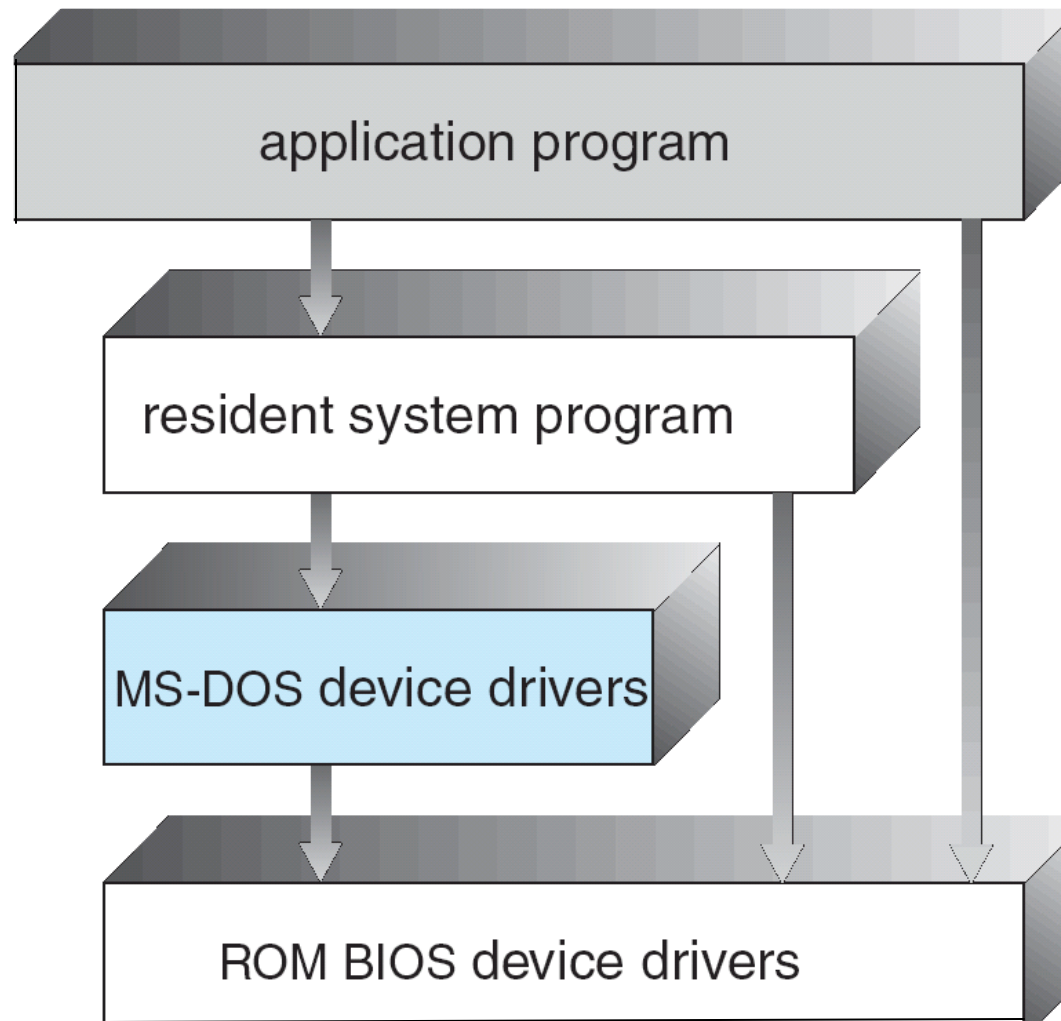 application program
resident system program
MS-DOS device drivers
ROM BIOS device drivers